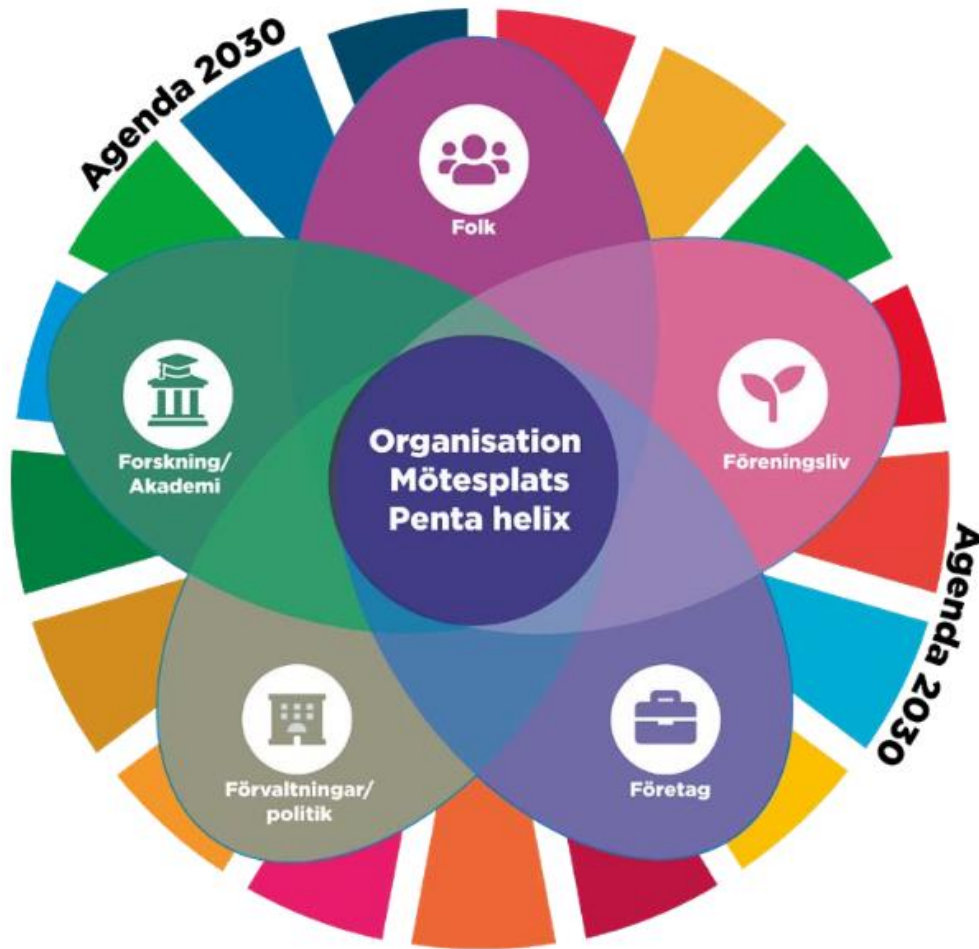 Agenda 2030
Folk
Forskning/
Akademi
Föreningsliv
Organisation
Mötesplats
Penta helix
Förvaltningar/
politik
Företag
Agenda 2030